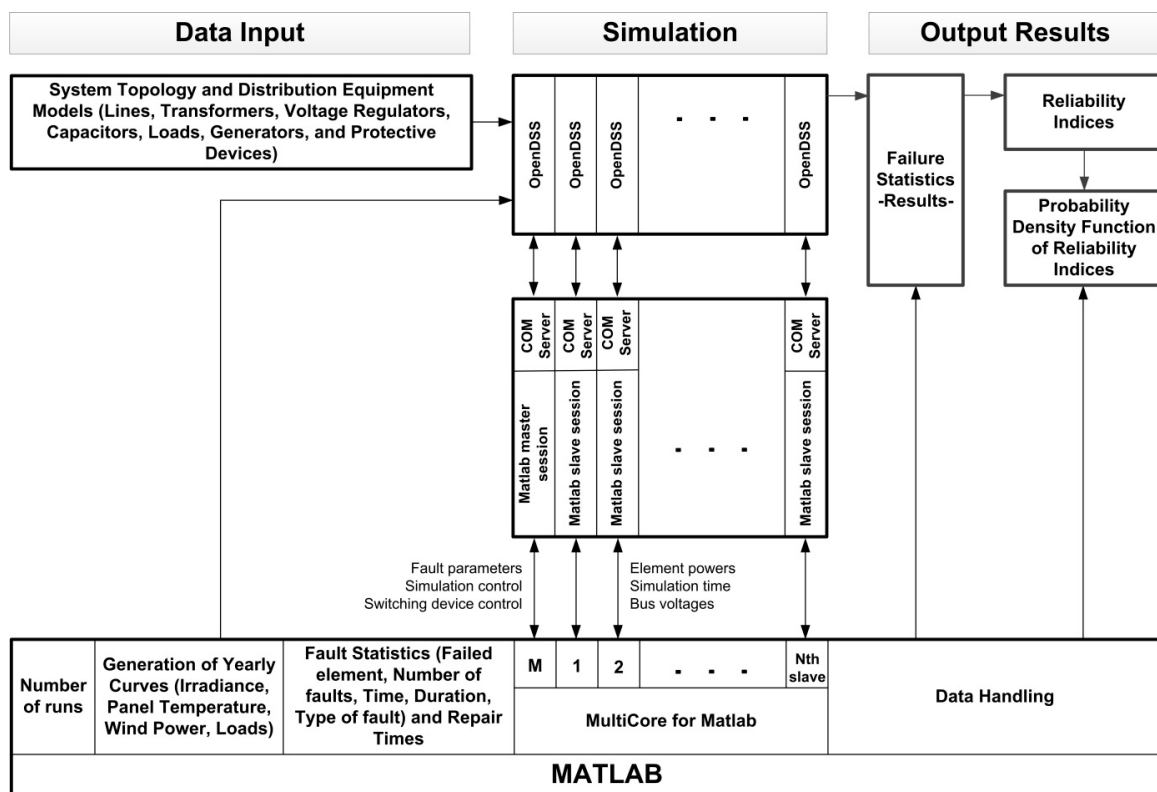 Data Input
Simulation
Output Results
System Topology and Distribution Equipment
Models (Lines, Transformers, Voltage Regulators,
Capacitors, Loads, Generators, and Protective
Devices)
OpenDSS
OpenDSS
OpenDSS
- - -
OpenDSS
Failure
Statistics
-Results-
Reliability
Indices
Probability
Density Function
of Reliability
Indices
COM
Server
COM
Server
COM
Server
COM
Server
Matlab master
session
Matlab slave session
Matlab slave session
- - -
Matlab slave session
Fault parameters
Simulation control
Switching device control
Element powers
Simulation time
Bus voltages
Number
of runs
Generation of Yearly
Curves (Irradiance,
Panel Temperature,
Wind Power, Loads)
Fault Statistics (Failed
element, Number of
faults, Time, Duration,
Type of fault) and Repair
Times
M
1
2
- - -
Nth
slave
MultiCore for Matlab
Data Handling
MATLAB